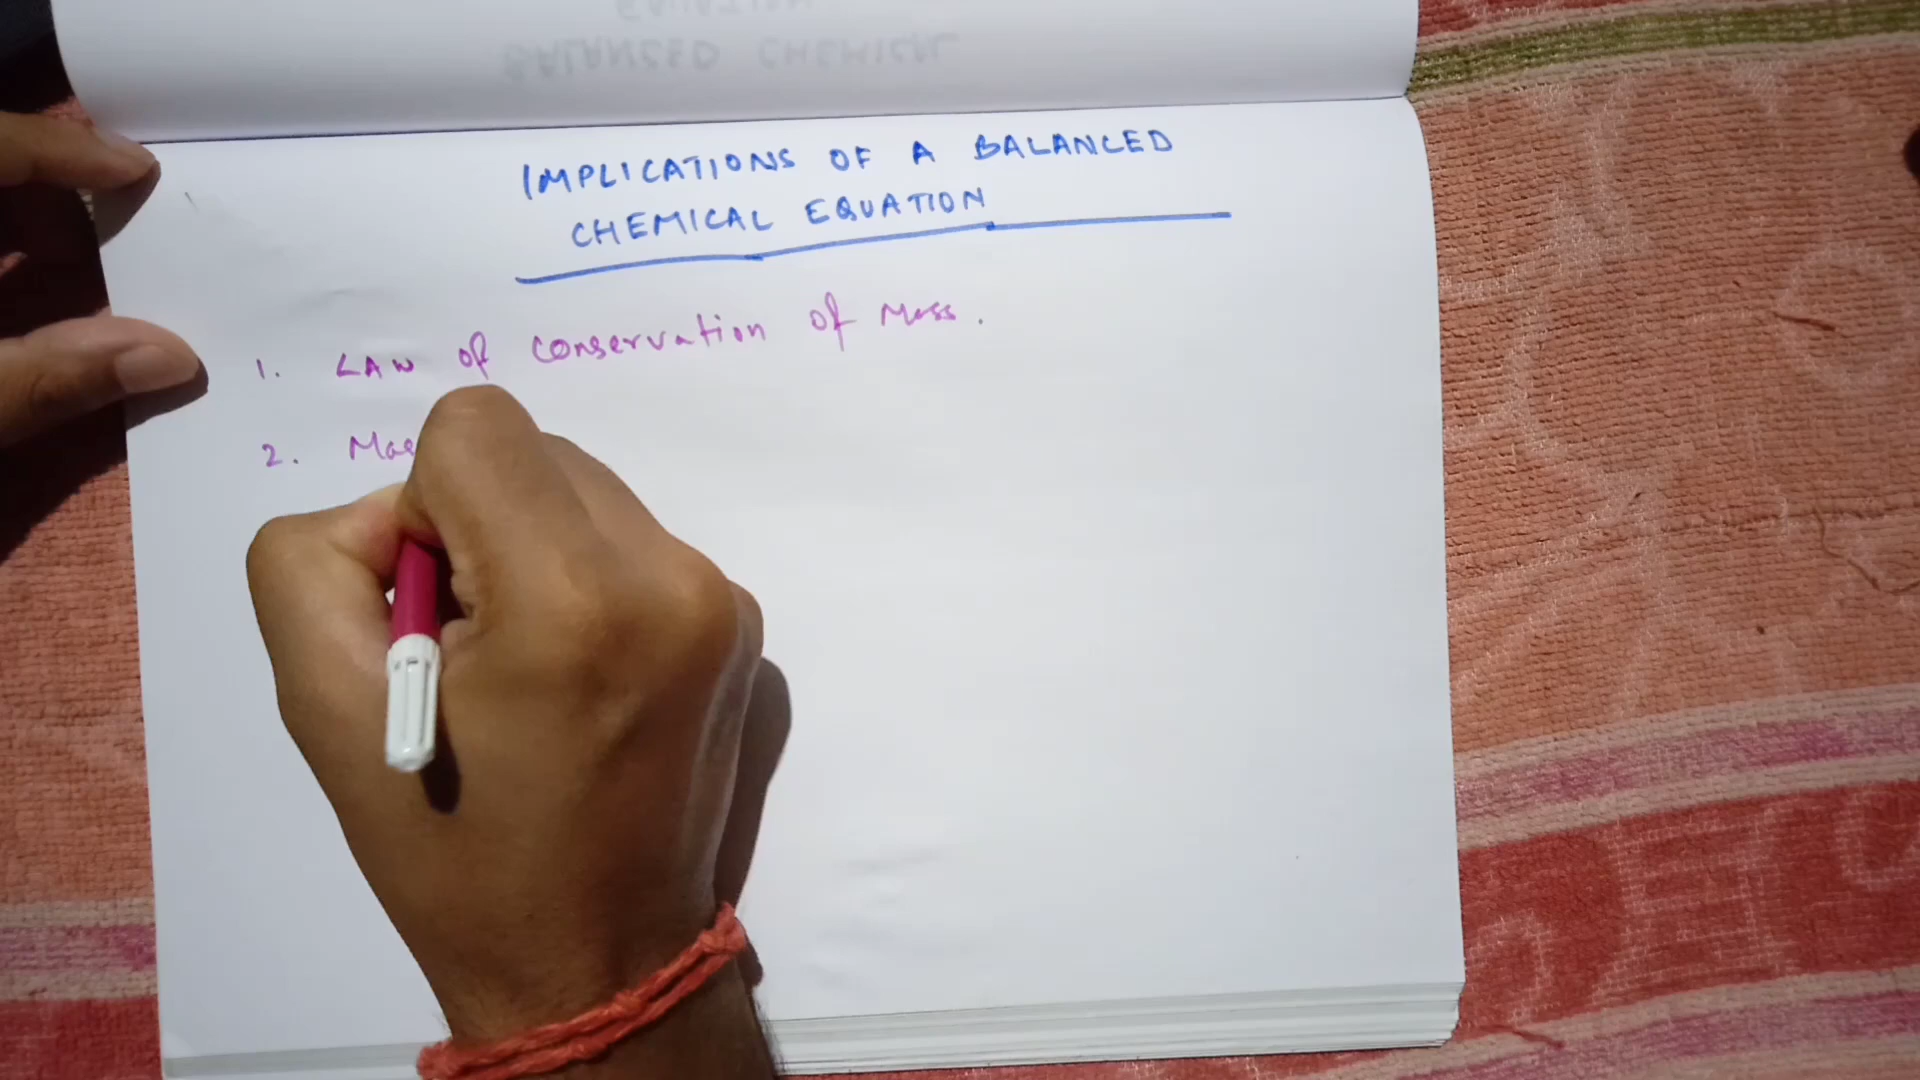 IMPLICATIONS OF A BALANCED
CHEMICAL EQUATION
1. LAW of conservation of Mass.
2.